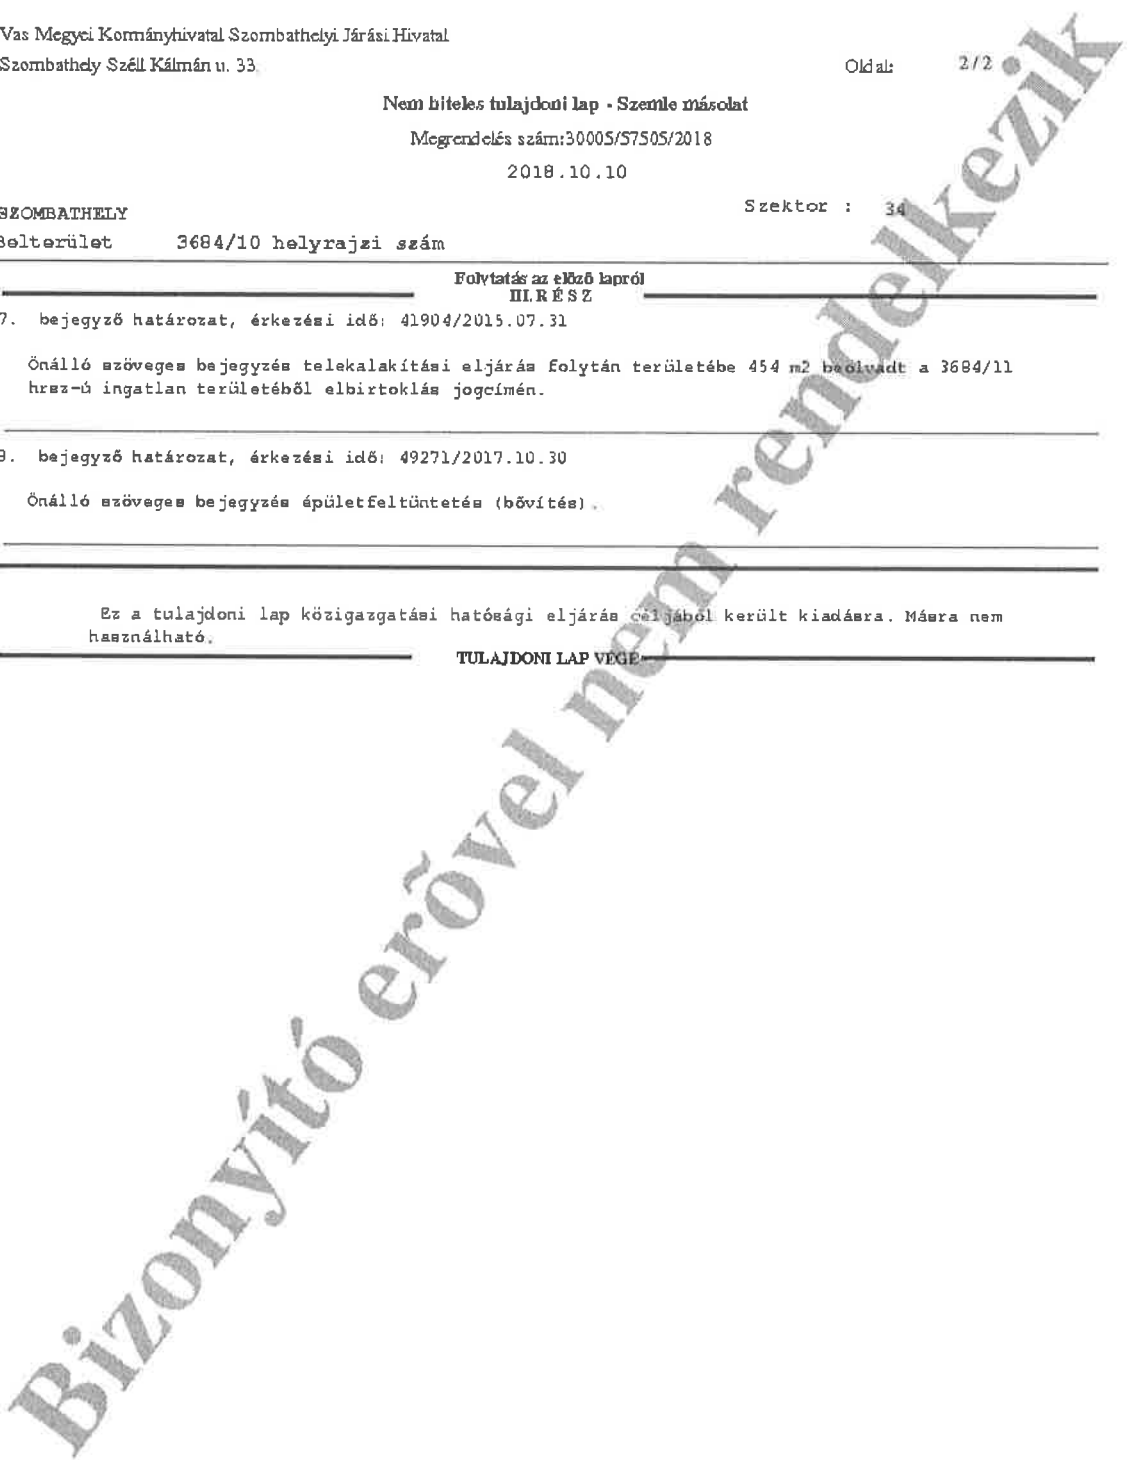 Vas Megyei Kormányhivatal Szombathelyi Járási Hivatal
Szombathely Széll Kálmán u. 33.
Oldal: 2/2
Nem hiteles tulajdoni lap - Szemle másolat
Megrendelés szám:30005/57505/2018
2018.10.10
SZOMBATHELY
Szektor : 34
Belterület 3684/10 helyrajzi szám
Folytatás az előző lapról
III.RÉSZ
7. bejegyző határozat, érkezési idő: 41904/2015.07.31
Önálló szöveges bejegyzés telekalakítási eljárás folytán területébe 454 m2 beolvadt a 3684/11
hrsz-ú ingatlan területéből elbirtoklás jogcímén.
bejegyző határozat, érkezési idő: 49271/2017.10.30
Önálló szöveges bejegyzés épületfeltüntetés (bővítés).
Ez a tulajdoni lap közigazgatási hatósági eljárás céljából került kiadásra. Másra nem
használható.
TULAJDONI LAP VÉGE
Bizonyító erõvel nem rendelkezik